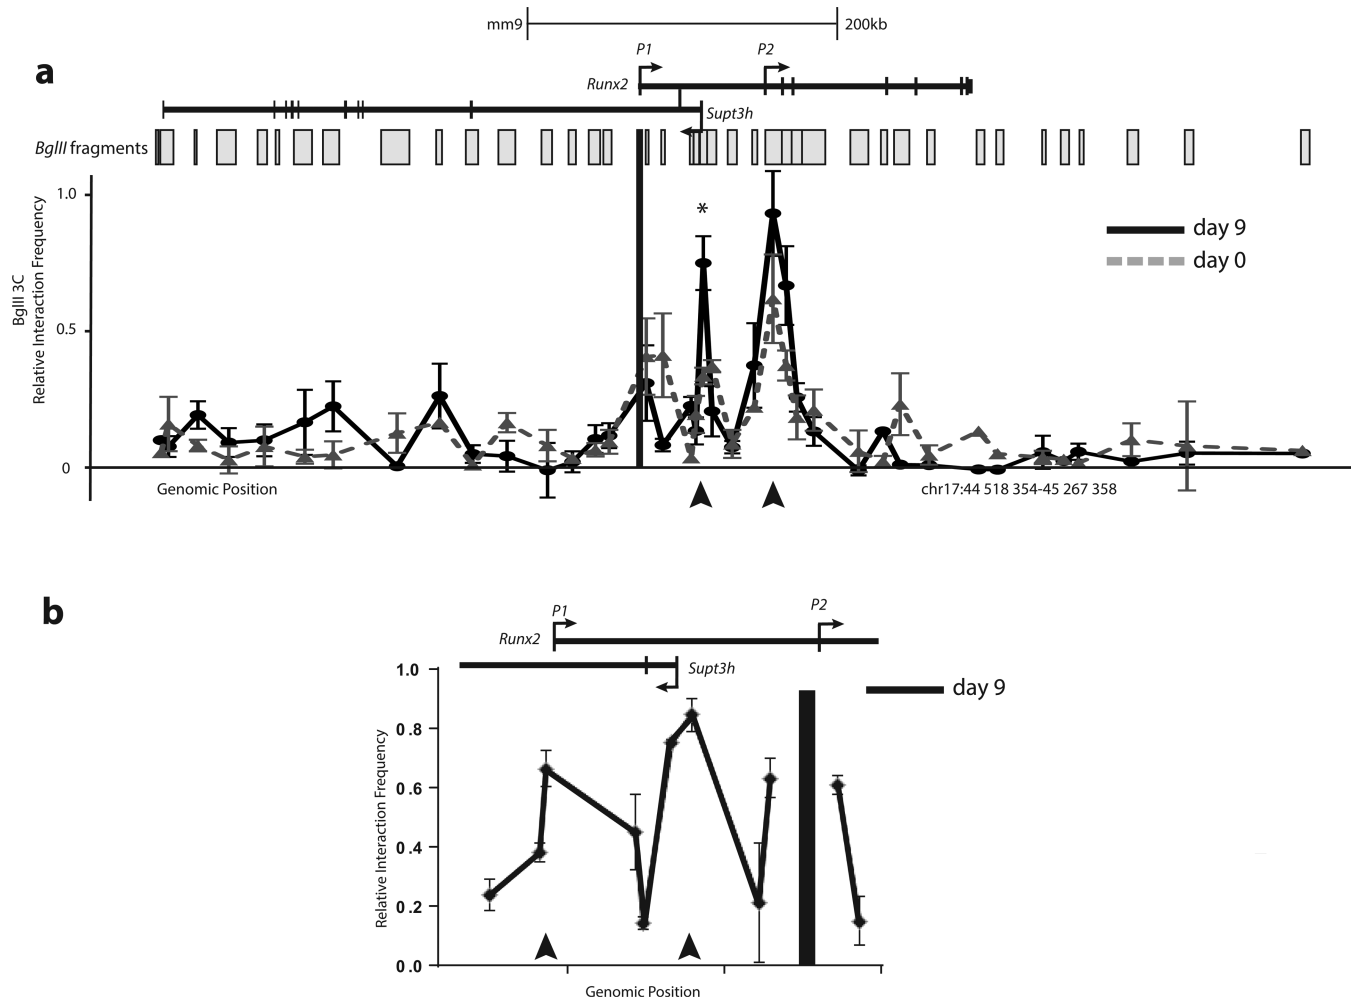 mm9 200kb
a
P1 P2
Runx2
Supt3h
BglII fragments
BglII 3C
Relative Interaction Frequency
1.0
*
0.5
0
day 9
day 0
Genomic Position
chr17:44 518 354-45 267 358
b
P1 P2
Runx2
Supt3h
day 9
Relative Interaction Frequency
1.0
0.8
0.6
0.4
0.2
0.0
Genomic Position